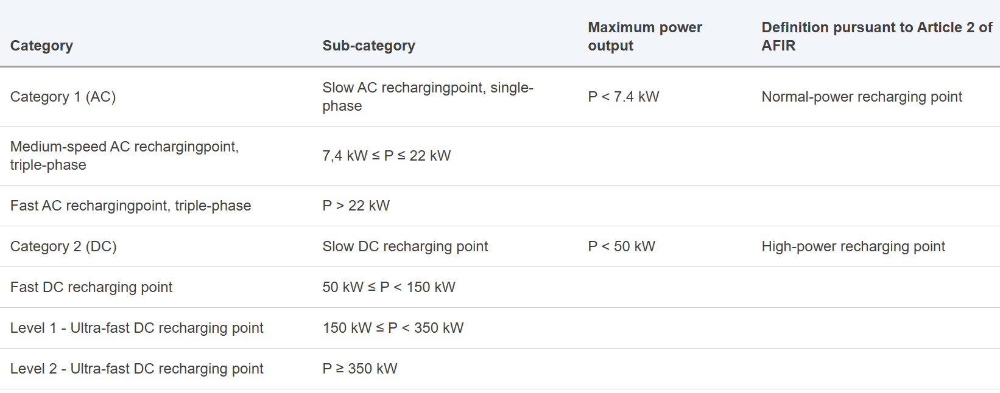 Category Sub-category Maximum power output Definition pursuant to Article 2 of AFIR
Category 1 (AC) Slow AC rechargingpoint, single-phase P < 7.4 kW Normal-power recharging point
Medium-speed AC rechargingpoint, triple-phase 7,4 kW ≤ P ≤ 22 kW
Fast AC rechargingpoint, triple-phase P > 22 kW
Category 2 (DC) Slow DC recharging point P < 50 kW High-power recharging point
Fast DC recharging point 50 kW ≤ P < 150 kW
Level 1 - Ultra-fast DC recharging point 150 kW ≤ P < 350 kW
Level 2 - Ultra-fast DC recharging point P ≥ 350 kW